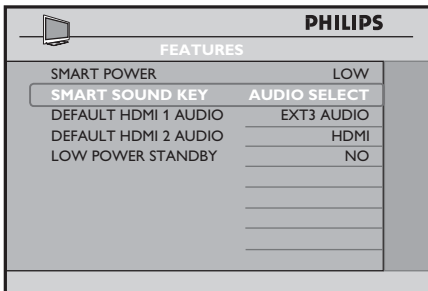 PHILIPS
FEATURES
SMART POWER LOW
SMART SOUND KEY AUDIO SELECT
DEFAULT HDMI 1 AUDIO EXT3 AUDIO
DEFAULT HDMI 2 AUDIO HDMI
LOW POWER STANDBY NO